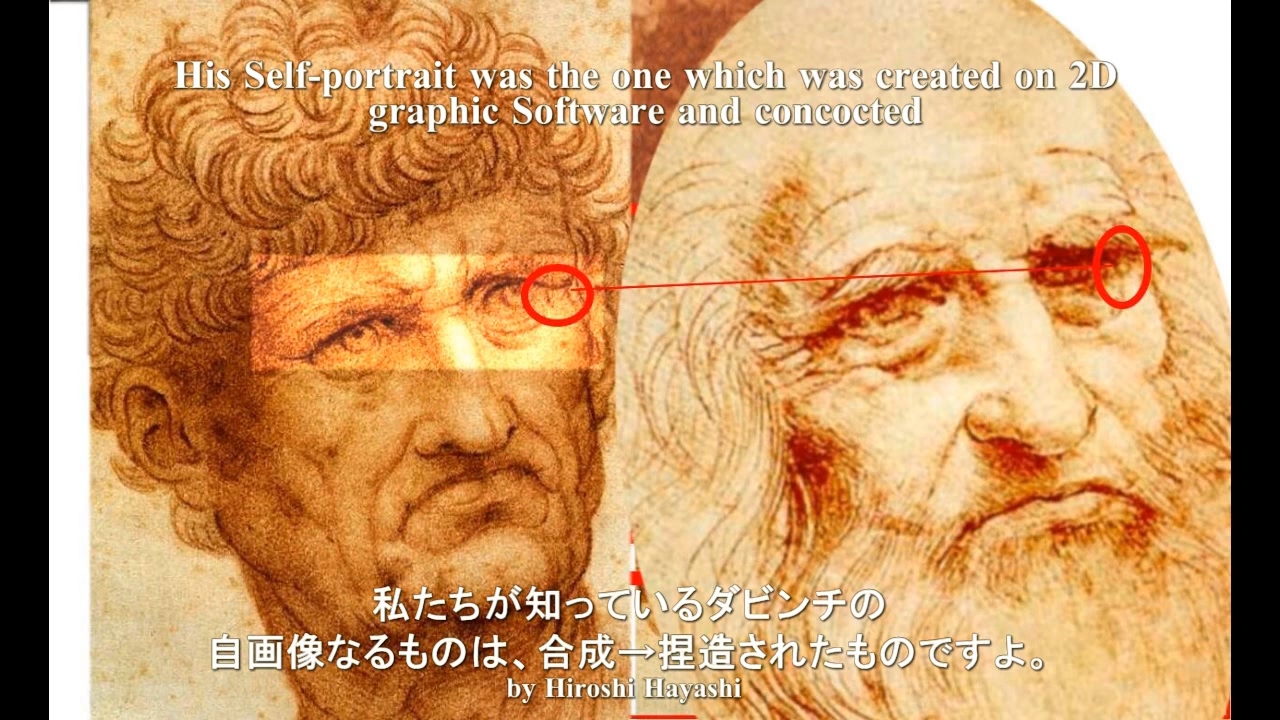 His Self-portrait was the one which was created on 2D
graphic Software and concocted
私たちが知っているダビンチの
自画像なるものは、合成→捏造されたものですよ。
by Hiroshi Hayashi